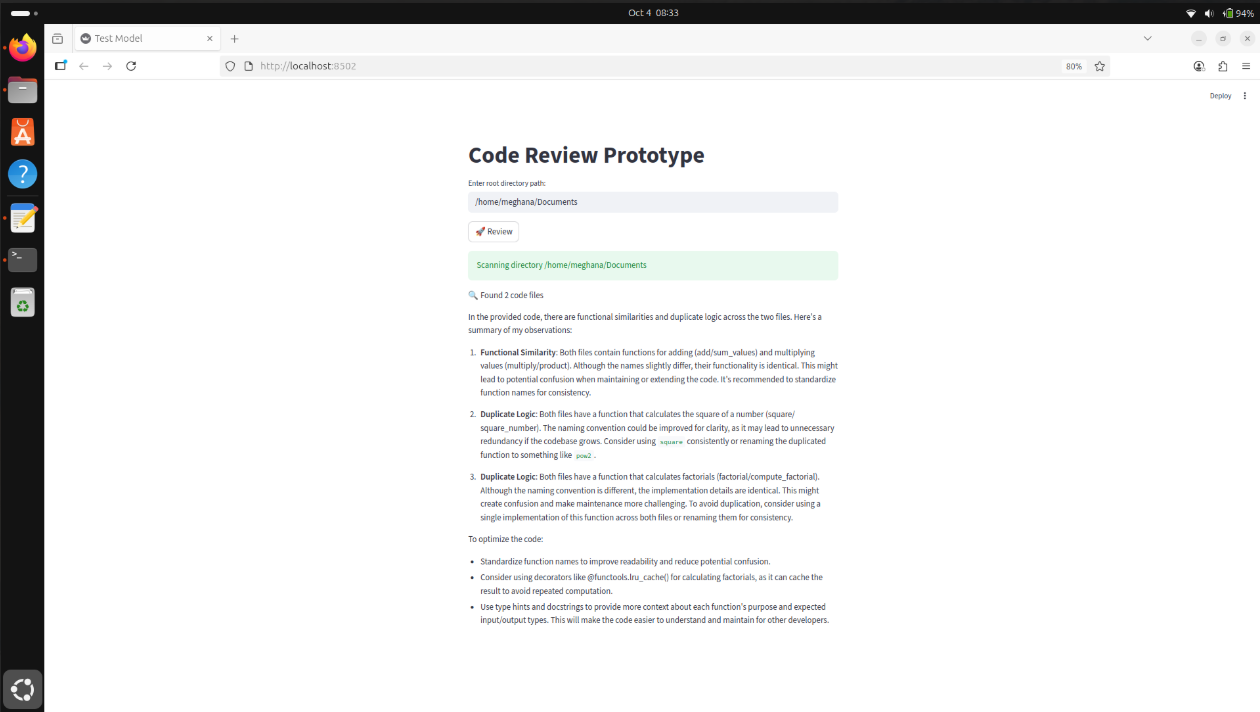 Oct 4 08:33
94%
Test Model
http://localhost:8502
80%
Deploy
Code Review Prototype
Enter root directory path:
/home/meghana/Documents
🚀 Review
Scanning directory /home/meghana/Documents
🔍 Found 2 code files
In the provided code, there are functional similarities and duplicate logic across the two files. Here's a
summary of my observations:
1. Functional Similarity: Both files contain functions for adding (add/sum_values) and multiplying
values (multiply/product). Although the names slightly differ, their functionality is identical. This might
lead to potential confusion when maintaining or extending the code. It's recommended to standardize
function names for consistency.
2. Duplicate Logic: Both files have a function that calculates the square of a number (square/
square_number). The naming convention could be improved for clarity, as it may lead to unnecessary
redundancy if the codebase grows. Consider using square consistently or renaming the duplicated
function to something like pow2.
3. Duplicate Logic: Both files have a function that calculates factorials (factorial/compute_factorial).
Although the naming convention is different, the implementation details are identical. This might
create confusion and make maintenance more challenging. To avoid duplication, consider using a
single implementation of this function across both files or renaming them for consistency.
To optimize the code:
• Standardize function names to improve readability and reduce potential confusion.
• Consider using decorators like @functools.lru_cache() for calculating factorials, as it can cache the
result to avoid repeated computation.
• Use type hints and docstrings to provide more context about each function's purpose and expected
input/output types. This will make the code easier to understand and maintain for other developers.